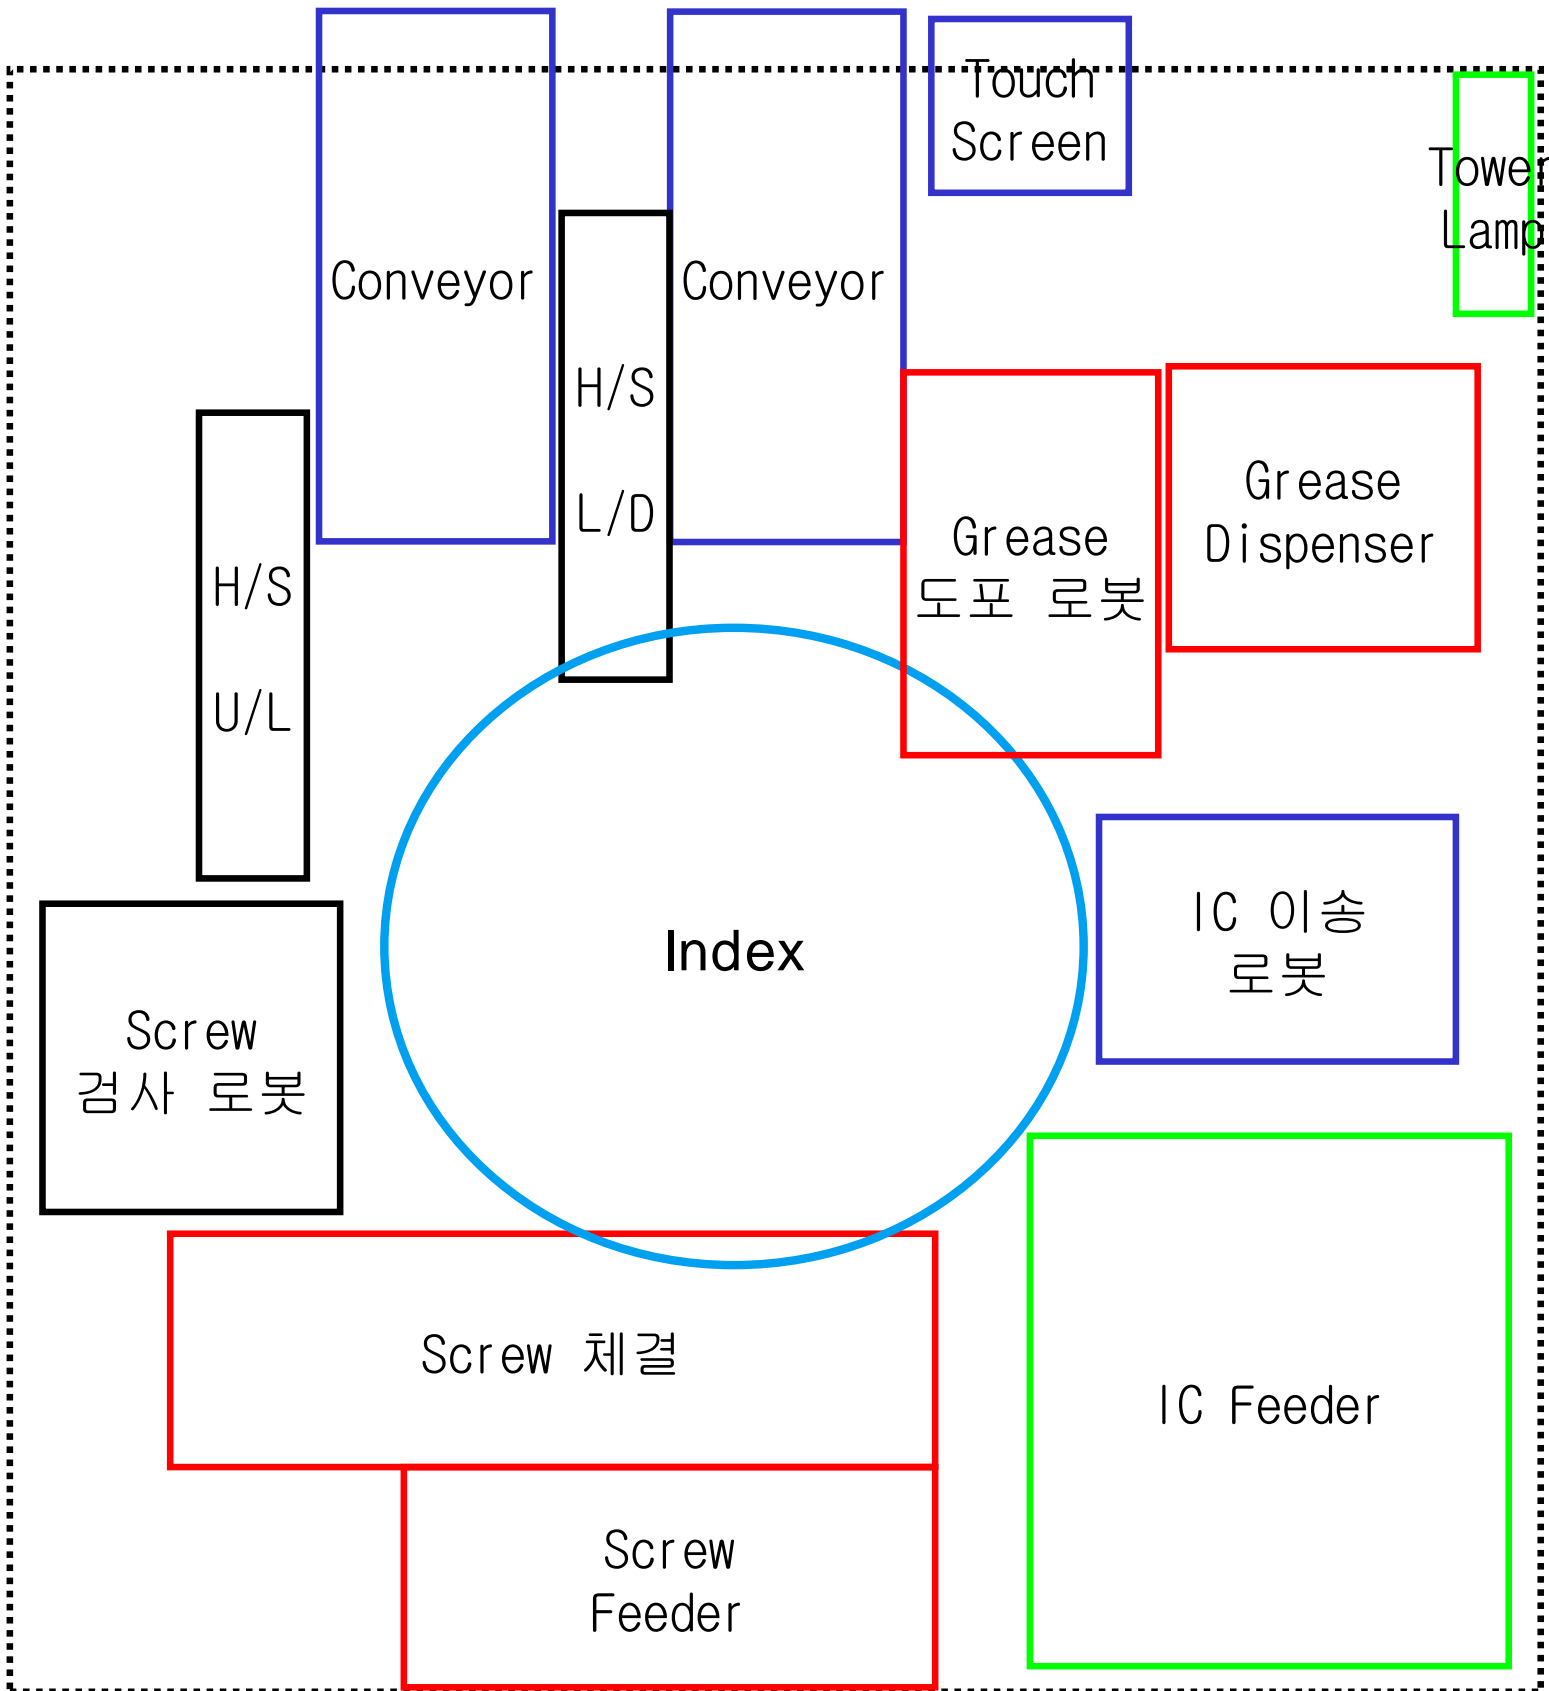 Touch
Screen
Tower
Lamp
Conveyor
Conveyor
H/S
L/D
Grease
Dispenser
Grease
도포 로봇
H/S
U/L
IC 이송
로봇
Index
Screw
검사 로봇
Screw 체결
IC Feeder
Screw
Feeder